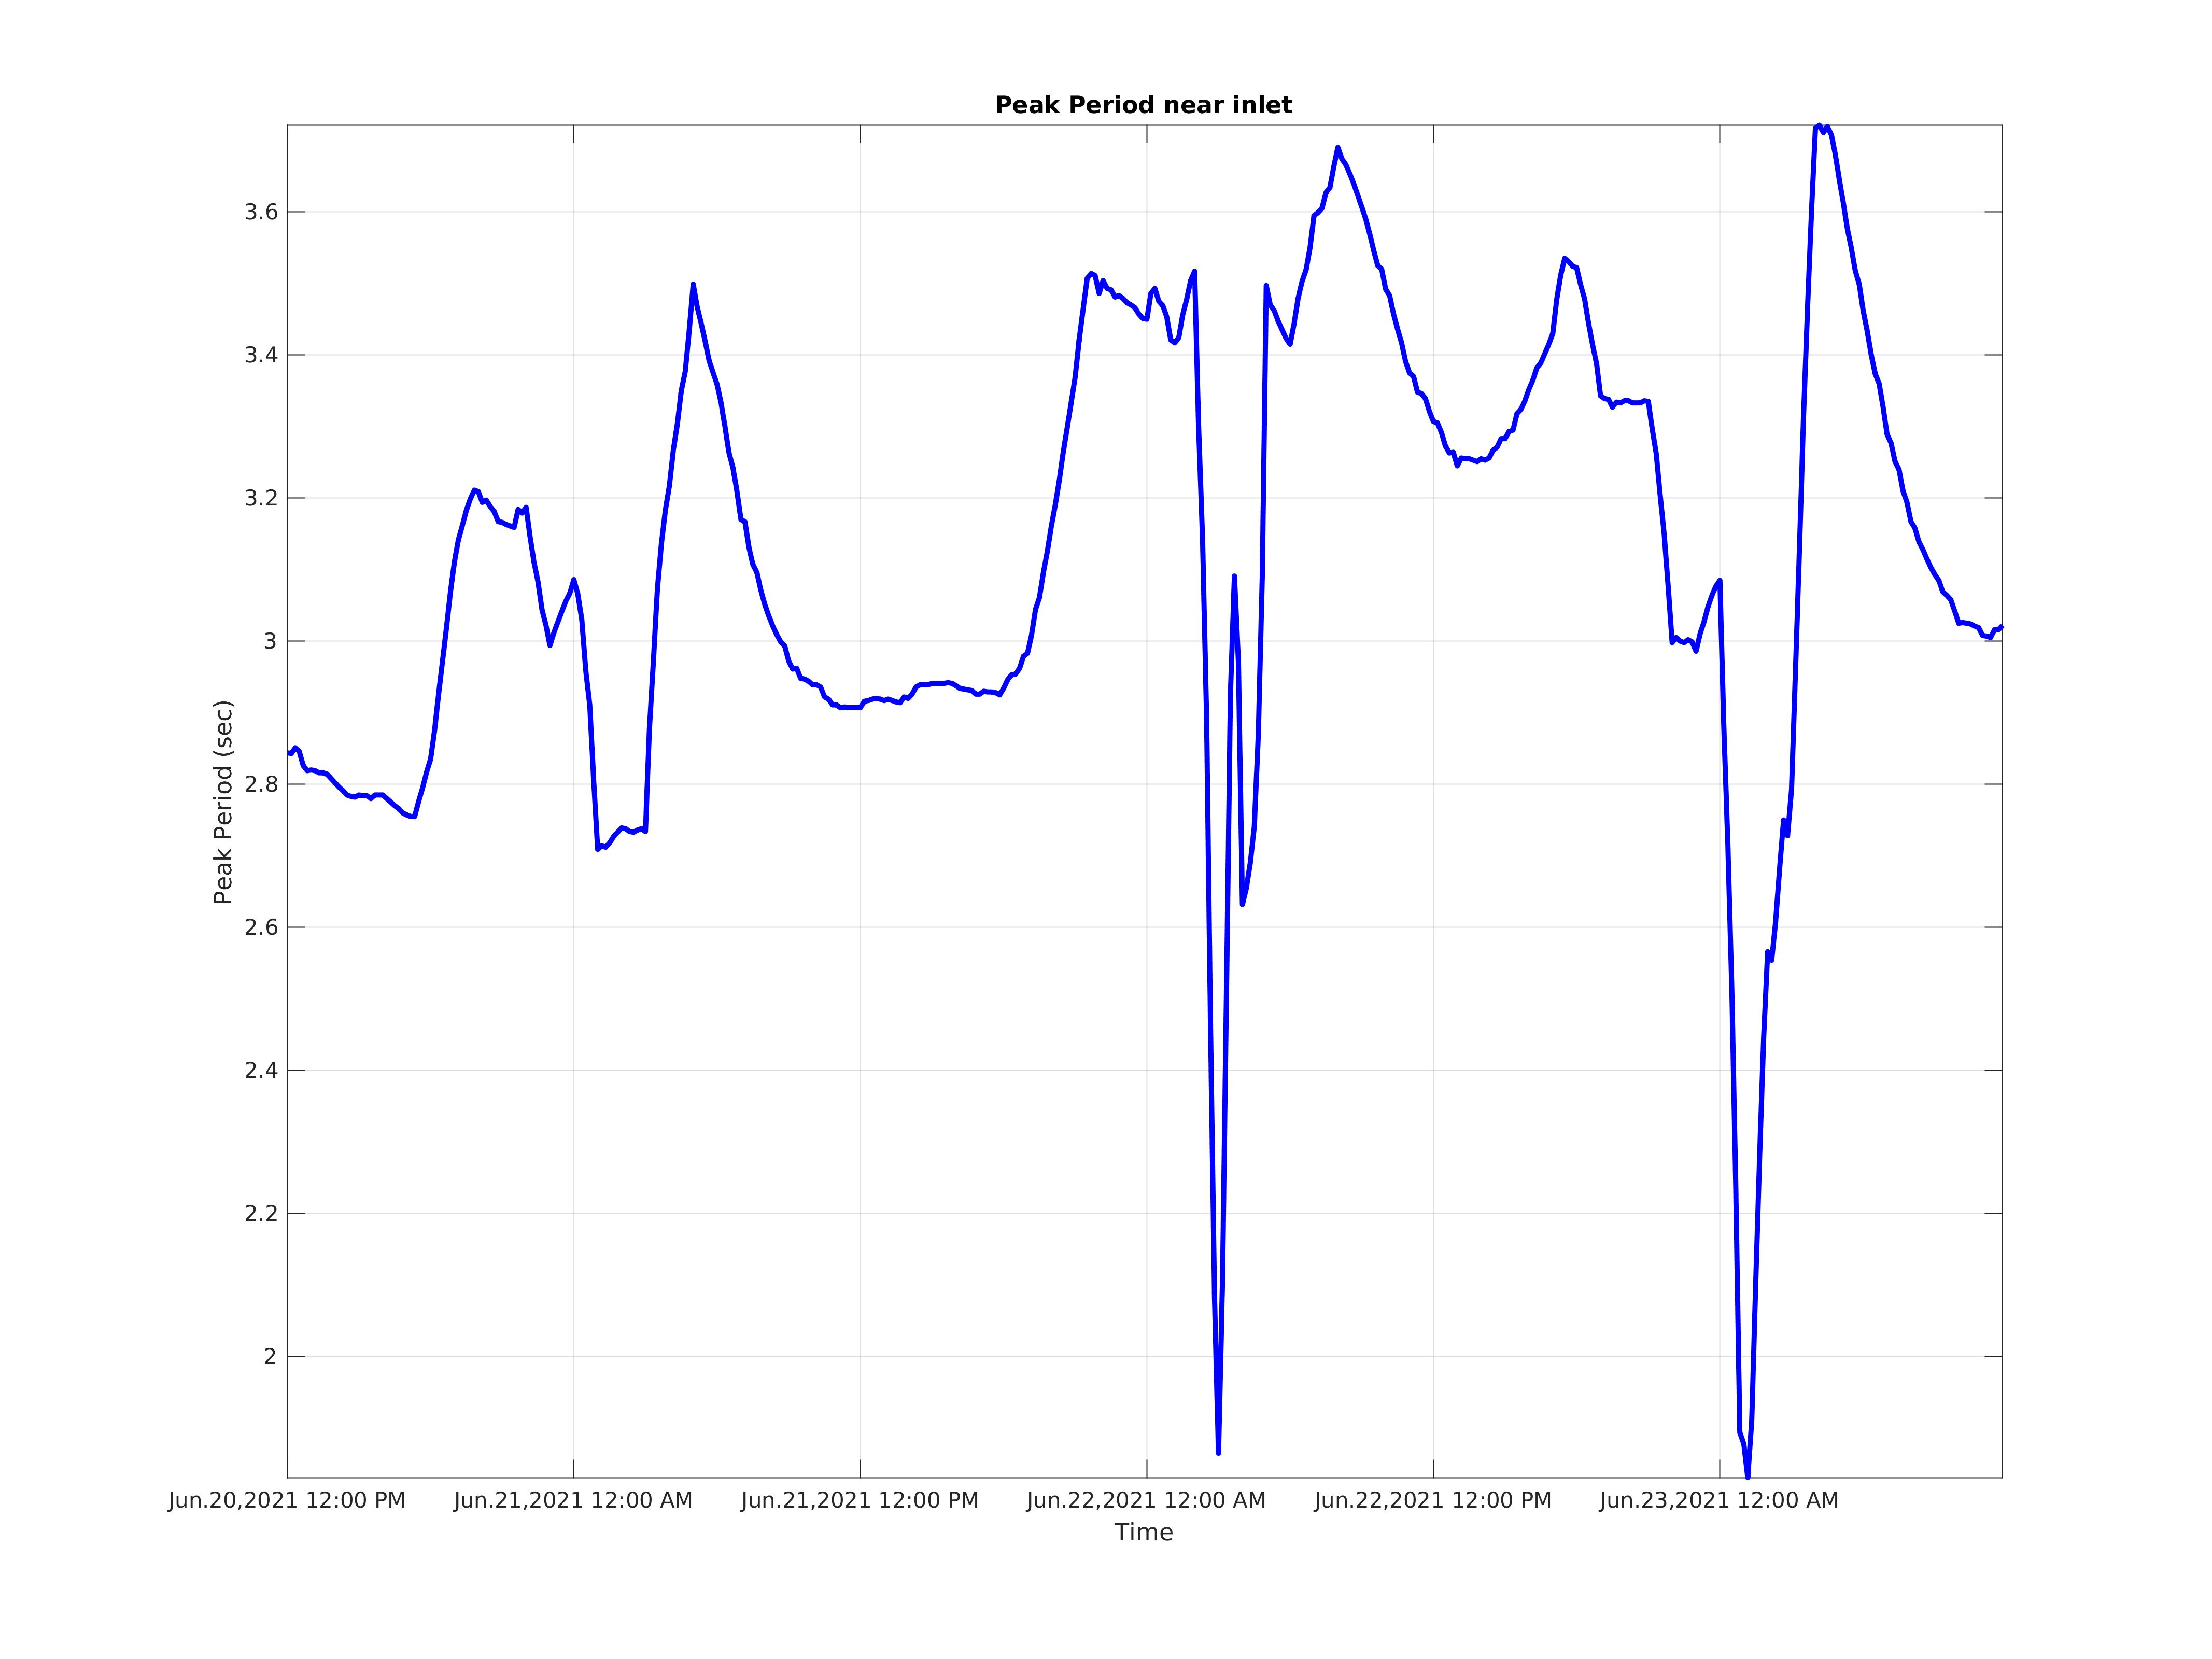 Peak Period near inlet
Peak Period (sec)
3.6
3.4
3.2
3
2.8
2.6
2.4
2.2
2
Jun.20,2021 12:00 PM
Jun.21,2021 12:00 AM
Jun.21,2021 12:00 PM
Jun.22,2021 12:00 AM
Jun.22,2021 12:00 PM
Jun.23,2021 12:00 AM
Time